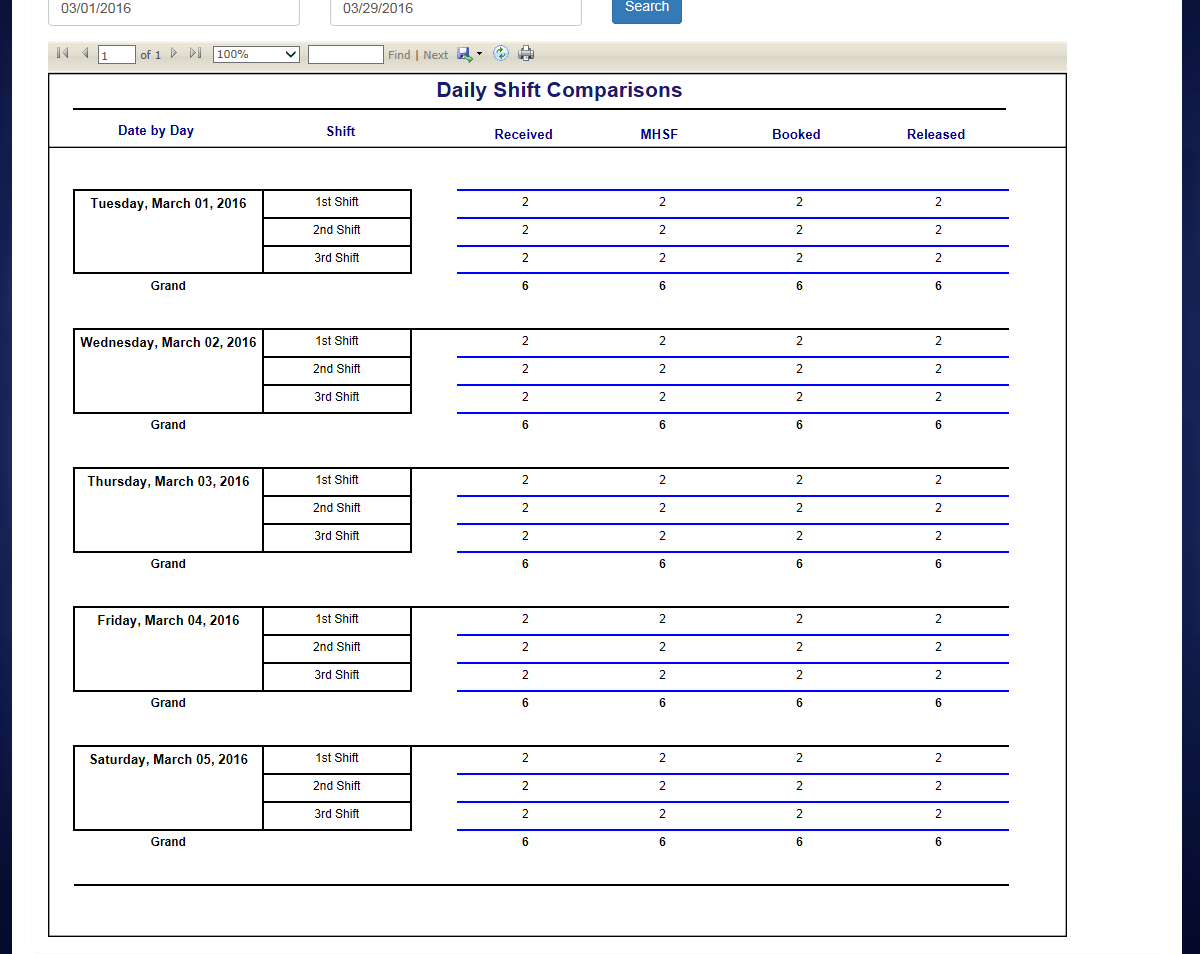 03/01/2016 03/29/2016 Search
1 of 1 100% Find | Next
Daily Shift Comparisons
Date by Day Shift Received MHSF Booked Released
Tuesday, March 01, 2016 1st Shift 2 2 2 2
2nd Shift 2 2 2 2
3rd Shift 2 2 2 2
Grand 6 6 6 6
Wednesday, March 02, 2016 1st Shift 2 2 2 2
2nd Shift 2 2 2 2
3rd Shift 2 2 2 2
Grand 6 6 6 6
Thursday, March 03, 2016 1st Shift 2 2 2 2
2nd Shift 2 2 2 2
3rd Shift 2 2 2 2
Grand 6 6 6 6
Friday, March 04, 2016 1st Shift 2 2 2 2
2nd Shift 2 2 2 2
3rd Shift 2 2 2 2
Grand 6 6 6 6
Saturday, March 05, 2016 1st Shift 2 2 2 2
2nd Shift 2 2 2 2
3rd Shift 2 2 2 2
Grand 6 6 6 6